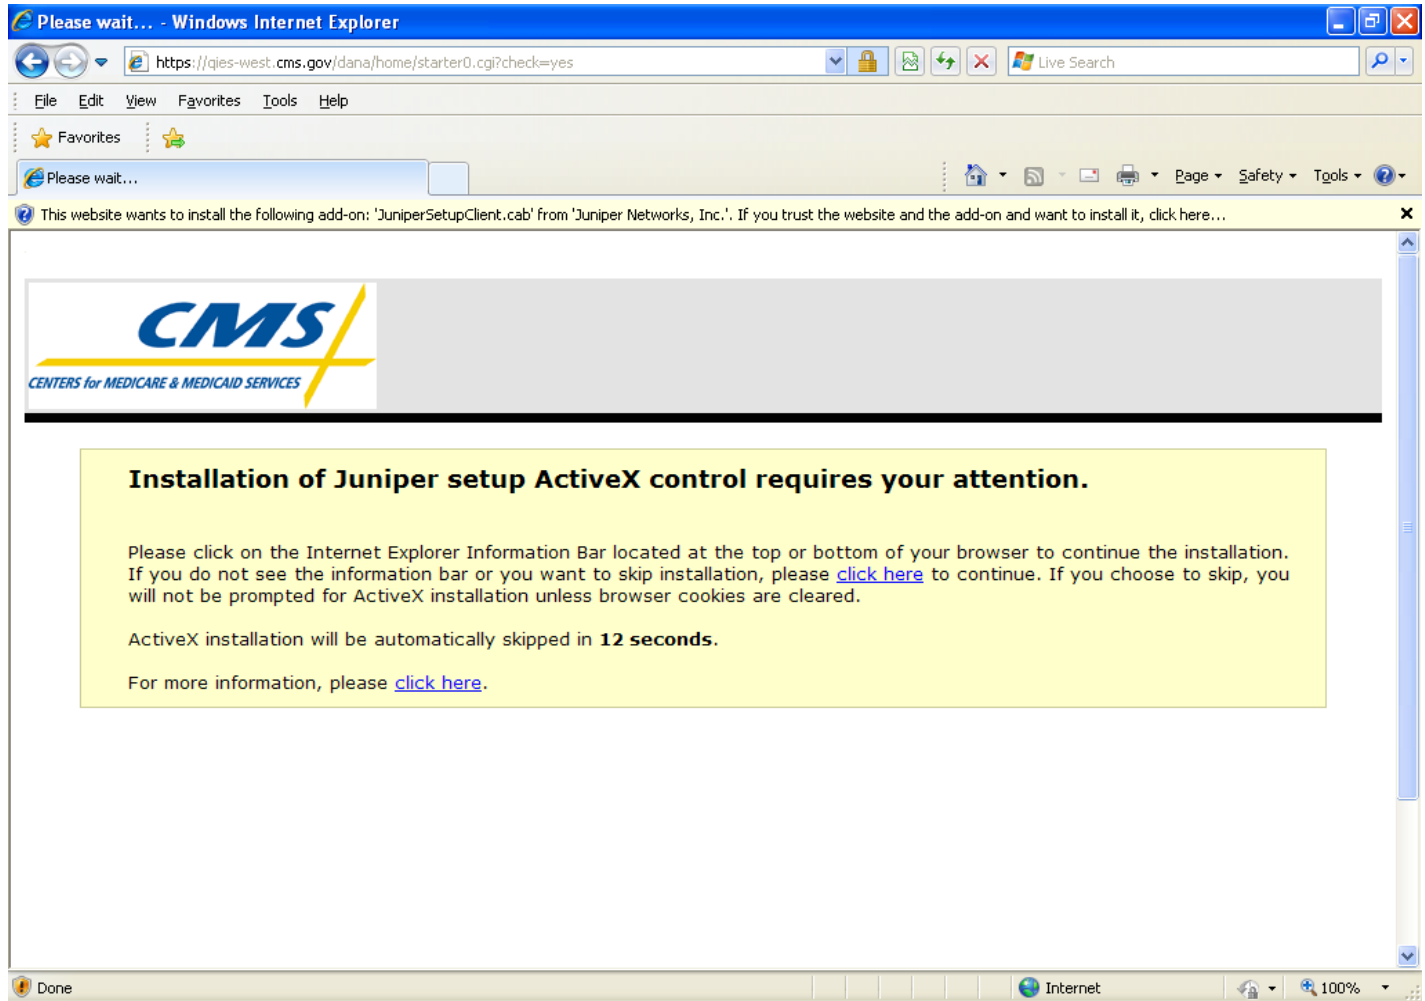 Please wait... - Windows Internet Explorer
https://qies-west.cms.gov/dana/home/starter0.cgi?check=yes
Live Search
File Edit View Favorites Tools Help
Favorites
Please wait...
Page Safety Tools
This website wants to install the following add-on: 'JuniperSetupClient.cab' from 'Juniper Networks, Inc.'. If you trust the website and the add-on and want to install it, click here...
CMS
CENTERS for MEDICARE & MEDICAID SERVICES
Installation of Juniper setup ActiveX control requires your attention.
Please click on the Internet Explorer Information Bar located at the top or bottom of your browser to continue the installation.
If you do not see the information bar or you want to skip installation, please click here to continue. If you choose to skip, you
will not be prompted for ActiveX installation unless browser cookies are cleared.
ActiveX installation will be automatically skipped in 12 seconds.
For more information, please click here.
Done
Internet
100%